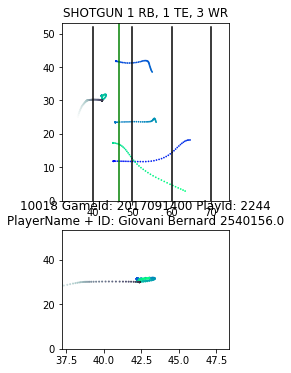 SHOTGUN 1 RB, 1 TE, 3 WR
50
40
30
20
10
0
40 50 60 70
10018 GameId: 2017091400 PlayId: 2244
PlayerName + ID: Giovani Bernard 2540156.0
40
20
0
37.5 40.0 42.5 45.0 47.5